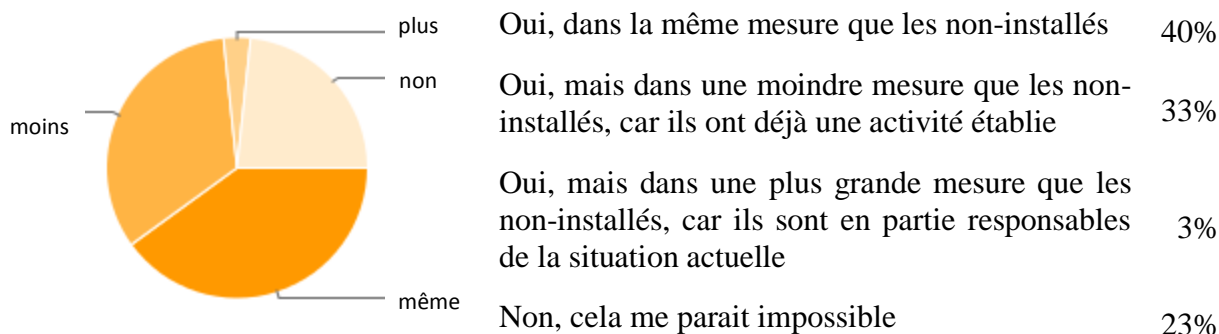 plus
non
moins
même
Oui, dans la même mesure que les non-installés 40%
Oui, mais dans une moindre mesure que les non-
installés, car ils ont déjà une activité établie 33%
Oui, mais dans une plus grande mesure que les
non-installés, car ils sont en partie responsables
de la situation actuelle 3%
Non, cela me parait impossible 23%